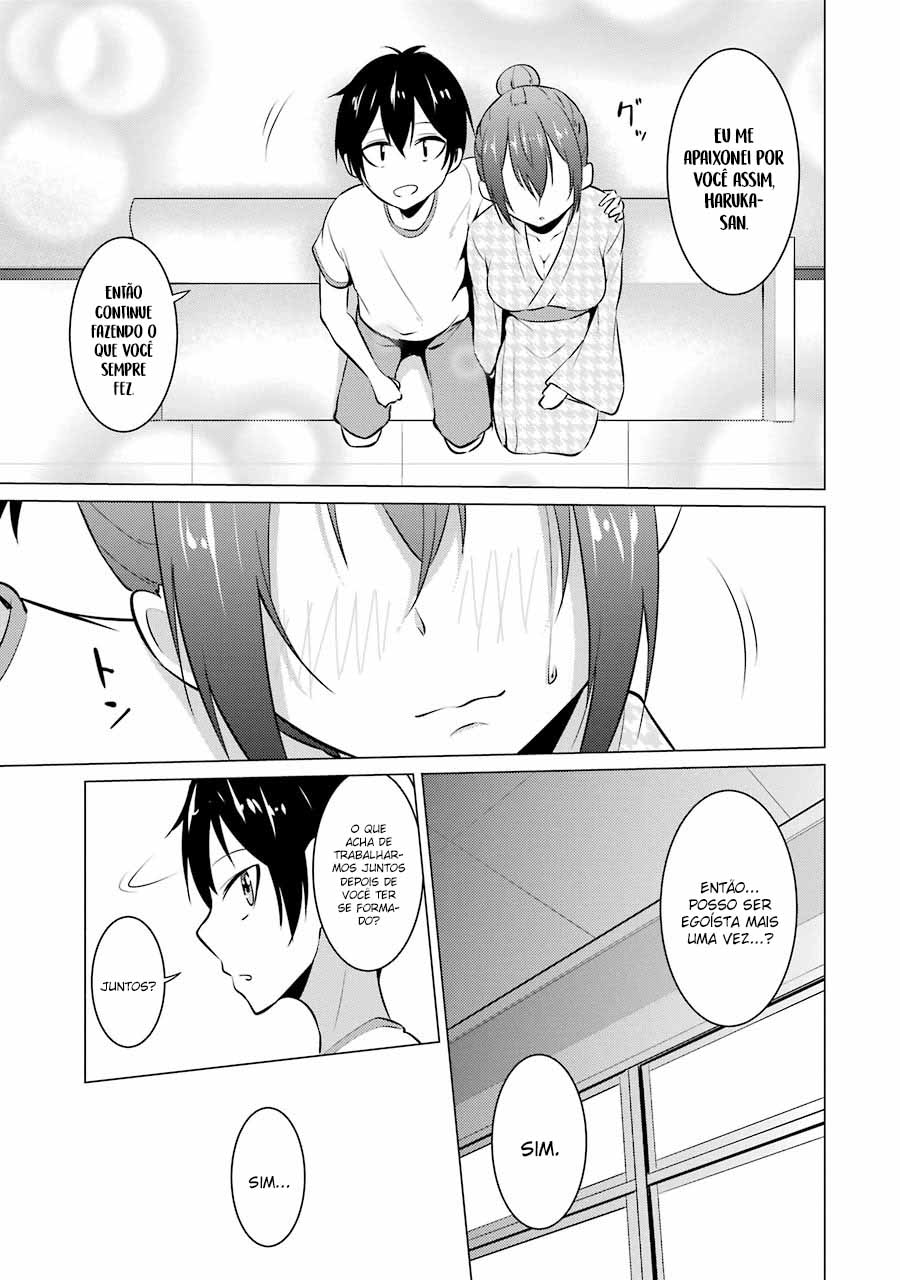 EU ME
APAIXONEI POR
VOCÊ ASSIM,
HARUKA-
SAN.
グッ
ENTÃO
CONTINUE
FAZENDO O
QUE VOCÊ
SEMPRE
FEZ.
トン
ENTÃO...
POSSO SER
EGOÍSTA MAIS
UMA VEZ...?
SIM.
O QUE
ACHA DE
TRABALHAR-
MOS JUNTOS
DEPOIS DE
VOCÊ TER
SE FORMA-
DO?
JUNTOS?
SIM...